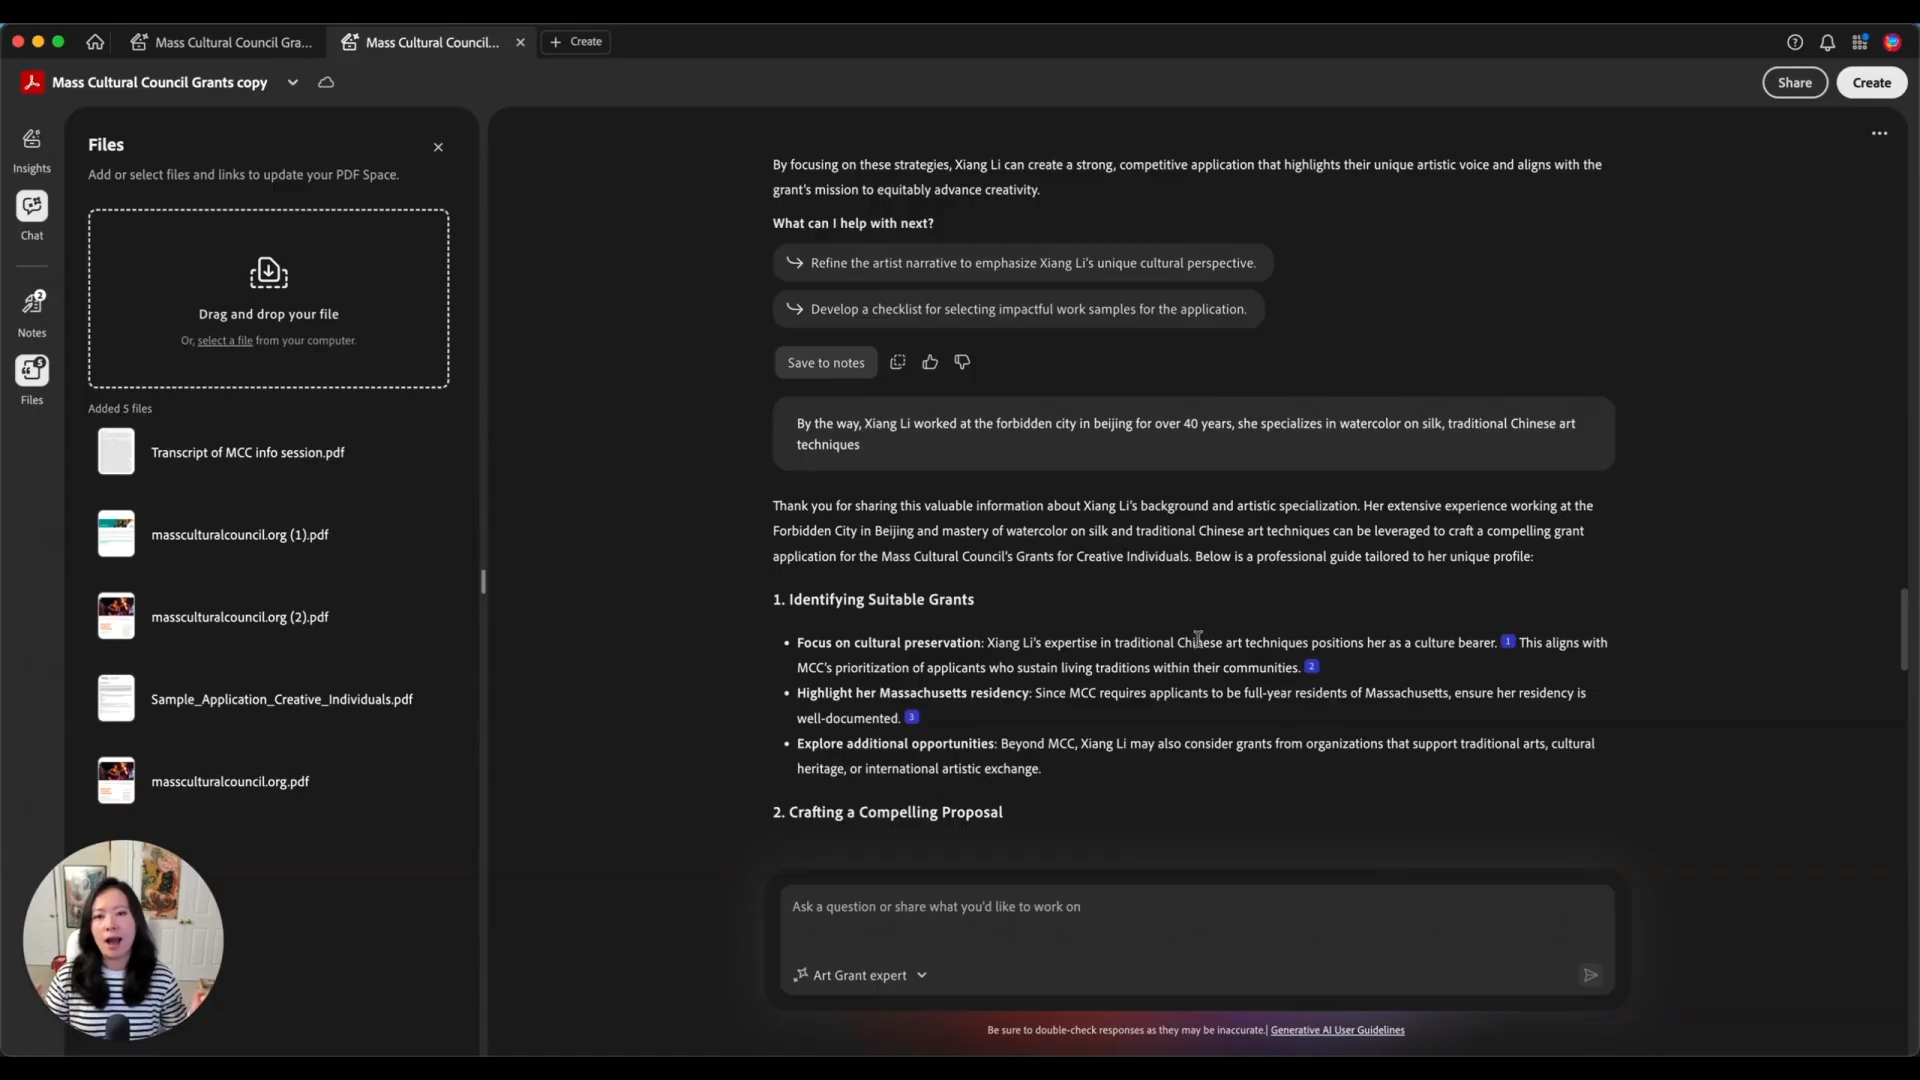 Mass Cultural Council Gra...
Mass Cultural Council...
Create
Mass Cultural Council Grants copy
Share
Create
Insights
Chat
2
Notes
5
Files
Files
Add or select files and links to update your PDF Space.
Drag and drop your file
Or, select a file from your computer.
Added 5 files
Transcript of MCC info session.pdf
massculturalcouncil.org (1).pdf
massculturalcouncil.org (2).pdf
Sample_Application_Creative_Individuals.pdf
massculturalcouncil.org.pdf
By focusing on these strategies, Xiang Li can create a strong, competitive application that highlights their unique artistic voice and aligns with the
grant's mission to equitably advance creativity.
What can I help with next?
Refine the artist narrative to emphasize Xiang Li's unique cultural perspective.
Develop a checklist for selecting impactful work samples for the application.
Save to notes
By the way, Xiang Li worked at the forbidden city in beijing for over 40 years, she specializes in watercolor on silk, traditional Chinese art
techniques
Thank you for sharing this valuable information about Xiang Li's background and artistic specialization. Her extensive experience working at the
Forbidden City in Beijing and mastery of watercolor on silk and traditional Chinese art techniques can be leveraged to craft a compelling grant
application for the Mass Cultural Council's Grants for Creative Individuals. Below is a professional guide tailored to her unique profile:
1. Identifying Suitable Grants
• Focus on cultural preservation: Xiang Li's expertise in traditional Chinese art techniques positions her as a culture bearer. 1 This aligns with
MCC's prioritization of applicants who sustain living traditions within their communities. 2
• Highlight her Massachusetts residency: Since MCC requires applicants to be full-year residents of Massachusetts, ensure her residency is
well-documented. 3
• Explore additional opportunities: Beyond MCC, Xiang Li may also consider grants from organizations that support traditional arts, cultural
heritage, or international artistic exchange.
2. Crafting a Compelling Proposal
Ask a question or share what you'd like to work on
Art Grant expert
Be sure to double-check responses as they may be inaccurate.| Generative AI User Guidelines